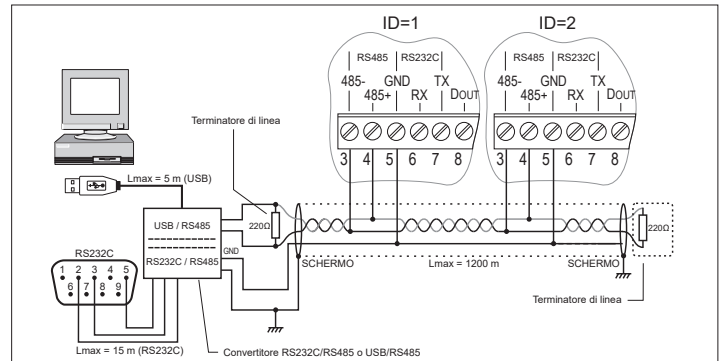 ID=1
ID=2
RS485 RS232C
RS485 RS232C
485- GND TX
485+ RX DOUT
485- GND TX
485+ RX DOUT
3 4 5 6 7 8
3 4 5 6 7 8
Terminatore di linea
Lmax = 5 m (USB)
USB / RS485
RS232C / RS485
220Ω
GND
220Ω
RS232C
1 2 3 4 5
6 7 8 9
SCHERMO
Lmax = 1200 m
SCHERMO
Terminatore di linea
Lmax = 15 m (RS232C)
Convertitore RS232C/RS485 o USB/RS485